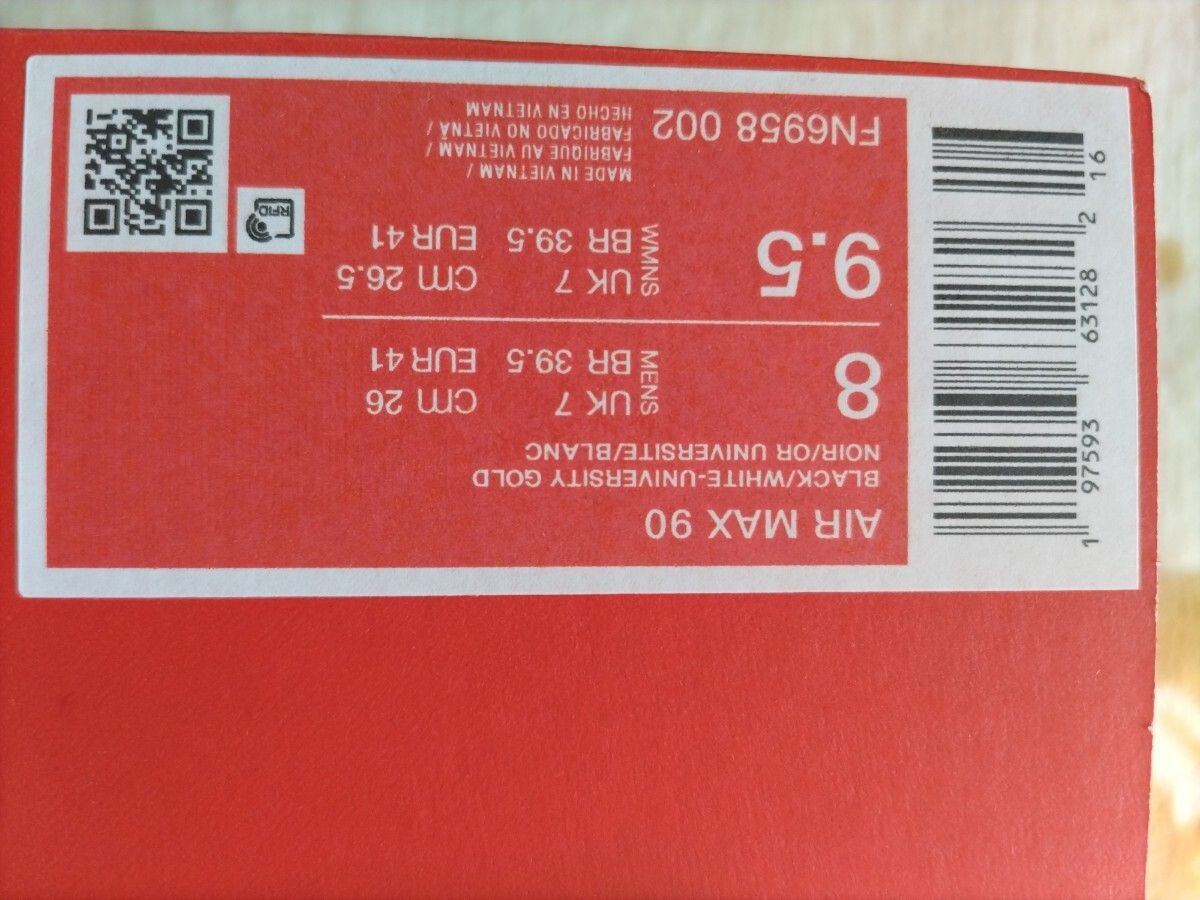 AIR MAX 90
BLACK/WHITE-UNIVERSITY GOLD
NOIR/OR UNIVERSITE/BLANC
8 MENS UK 7 BR 39.5 Cm 26 EUR 41
9.5 WMNS UK 7 BR 39.5 Cm 26.5 EUR 41
FN6958 002
MADE IN VIETNAM /
FABRIQUE AU VIETNAM /
FABRICADO NO VIETNÃ /
HECHO EN VIETNAM
RFID
1 97593 63128 2 16